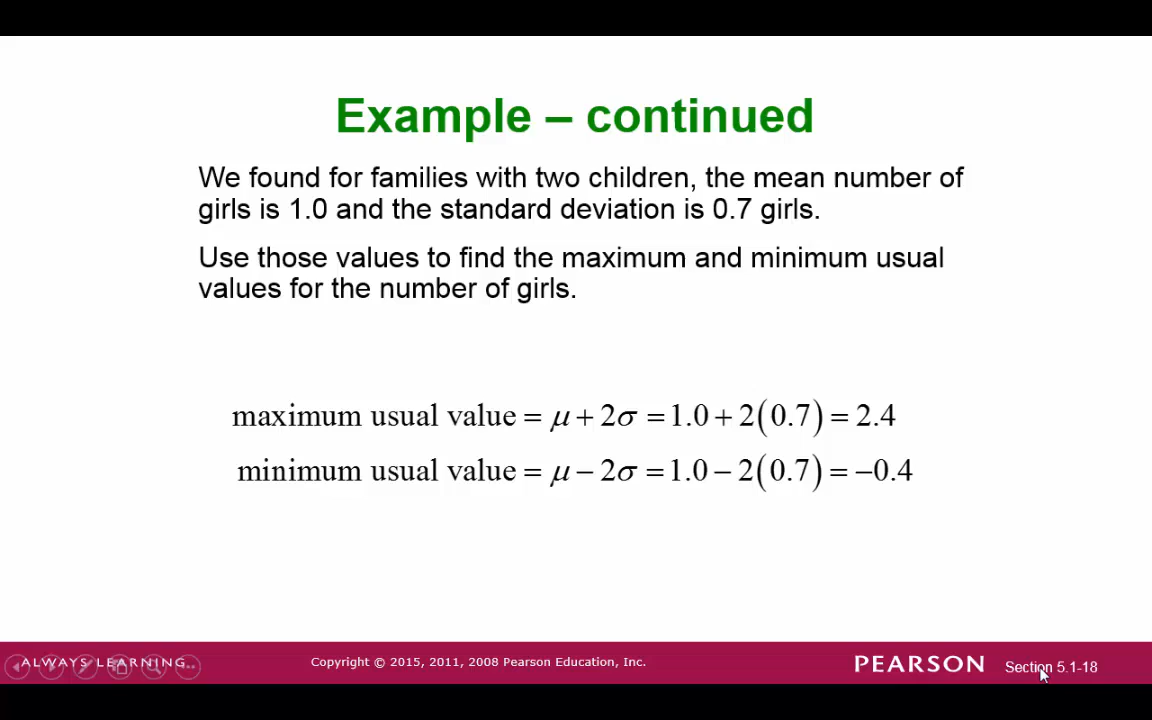 Example – continued
We found for families with two children, the mean number of
girls is 1.0 and the standard deviation is 0.7 girls.
Use those values to find the maximum and minimum usual
values for the number of girls.
maximum usual value = μ + 2σ = 1.0 + 2(0.7) = 2.4
minimum usual value = μ − 2σ = 1.0 − 2(0.7) = −0.4
ALWAYS LEARNING
Copyright © 2015, 2011, 2008 Pearson Education, Inc.
PEARSON
Section 5.1-18